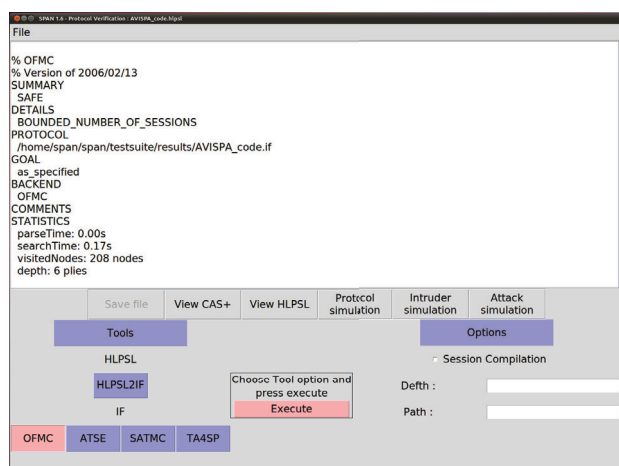 SPAN 1.6 - Protocol Verification : AVISPA_code.hlpsl
File
% OFMC
% Version of 2006/02/13
SUMMARY
SAFE
DETAILS
BOUNDED_NUMBER_OF_SESSIONS
PROTOCOL
/home/span/span/testsuite/results/AVISPA_code.if
GOAL
as_specified
BACKEND
OFMC
COMMENTS
STATISTICS
parseTime: 0.00s
searchTime: 0.17s
visitedNodes: 208 nodes
depth: 6 plies
Save file View CAS+ View HLPSL Protocol simulation Intruder simulation Attack simulation
Tools Options
HLPSL Session Compilation
HLPSL2IF Choose Tool option and press execute Defth :
IF Execute Path :
OFMC ATSE SATMC TA4SP